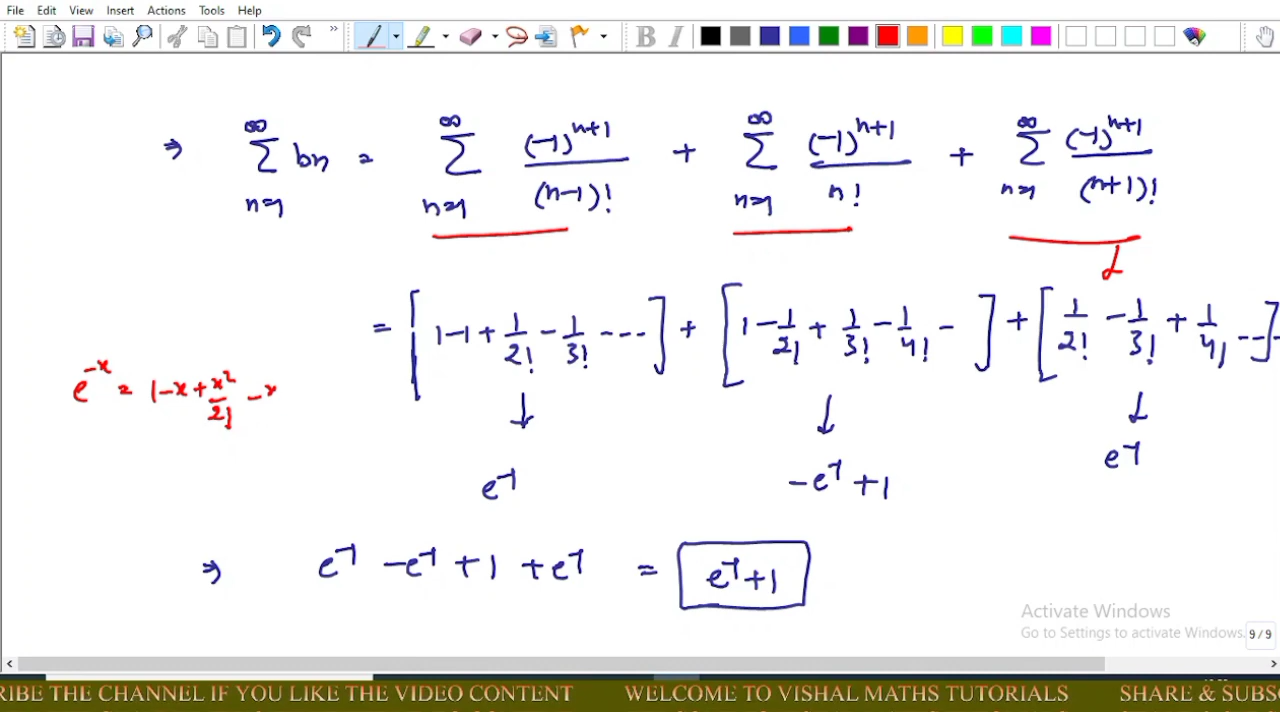 File Edit View Insert Actions Tools Help
⇒ ∞ Σ n=1 bn = ∞ Σ n=1 (-1)^(n+1) / (n-1)! + ∞ Σ n=1 (-1)^(n+1) / n! + ∞ Σ n=1 (-1)^(n+1) / (n+1)!
= [1-1+1/2!-1/3! ----] + [1-1/2!+1/3!-1/4! -] + [1/2! -1/3! +1/4! ---]
e^-x = 1-x+x²/2! -x
e^-1 -e^-1 +1 e^-1
⇒ e^-1 -e^-1 +1 +e^-1 = e^-1+1
Activate Windows
Go to Settings to activate Windows.
9 / 9
RIBE THE CHANNEL IF YOU LIKE THE VIDEO CONTENT WELCOME TO VISHAL MATHS TUTORIALS SHARE & SUBS